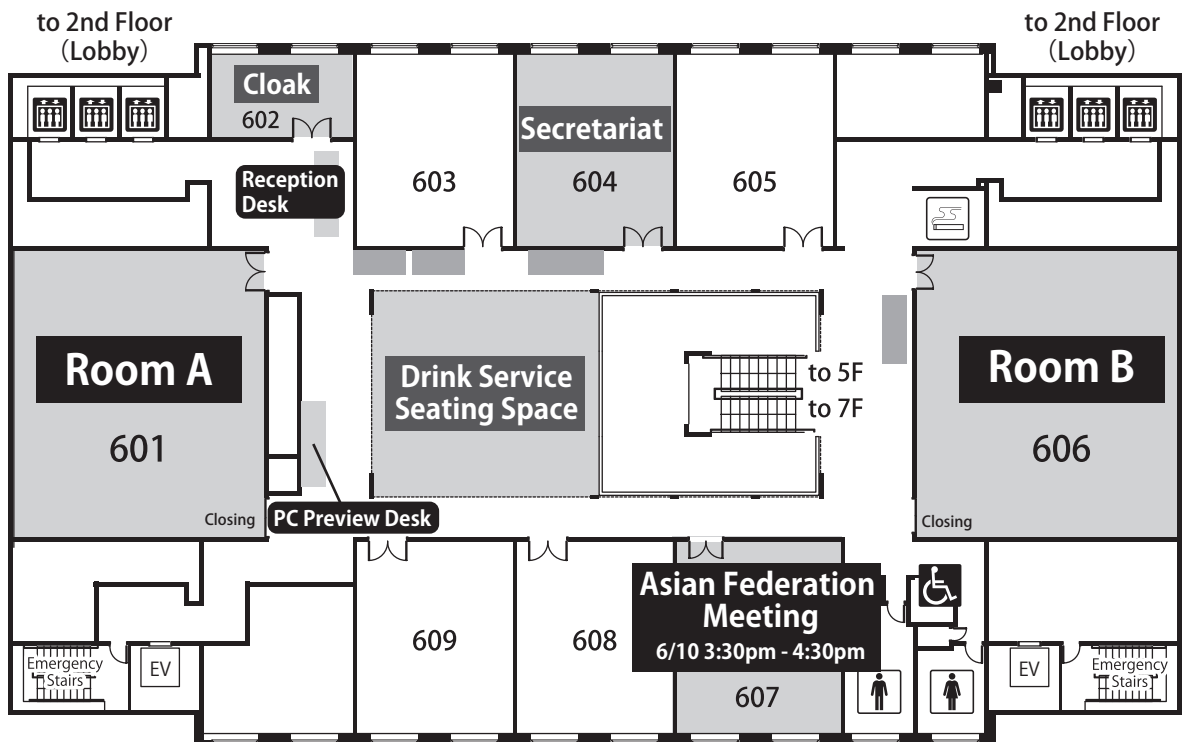 to 2nd Floor
（Lobby）
to 2nd Floor
（Lobby）
Cloak
602
Secretariat
Reception
Desk
603
604
605
Room A
601
Drink Service
Seating Space
to 5F
to 7F
Room B
606
Closing
PC Preview Desk
Closing
Asian Federation
Meeting
6/10 3:30pm - 4:30pm
609
608
607
Emergency
Stairs
EV
EV
Emergency
Stairs